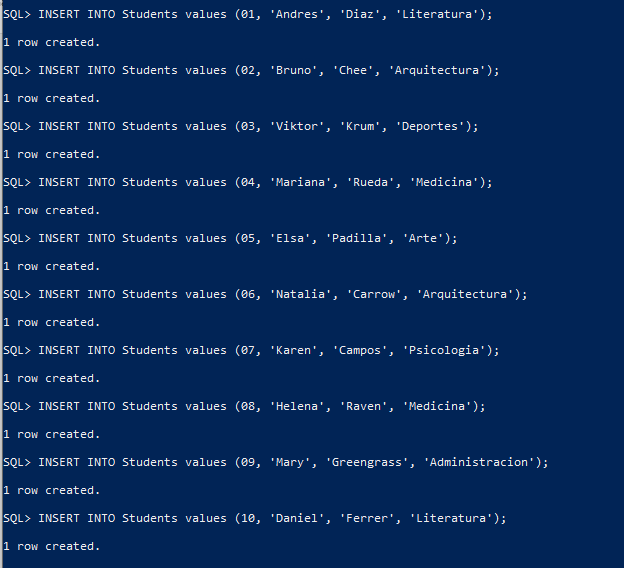 SQL> INSERT INTO Students values (01, 'Andres', 'Diaz', 'Literatura');
1 row created.
SQL> INSERT INTO Students values (02, 'Bruno', 'Chee', 'Arquitectura');
1 row created.
SQL> INSERT INTO Students values (03, 'Viktor', 'Krum', 'Deportes');
1 row created.
SQL> INSERT INTO Students values (04, 'Mariana', 'Rueda', 'Medicina');
1 row created.
SQL> INSERT INTO Students values (05, 'Elsa', 'Padilla', 'Arte');
1 row created.
SQL> INSERT INTO Students values (06, 'Natalia', 'Carrow', 'Arquitectura');
1 row created.
SQL> INSERT INTO Students values (07, 'Karen', 'Campos', 'Psicologia');
1 row created.
SQL> INSERT INTO Students values (08, 'Helena', 'Raven', 'Medicina');
1 row created.
SQL> INSERT INTO Students values (09, 'Mary', 'Greengrass', 'Administracion');
1 row created.
SQL> INSERT INTO Students values (10, 'Daniel', 'Ferrer', 'Literatura');
1 row created.